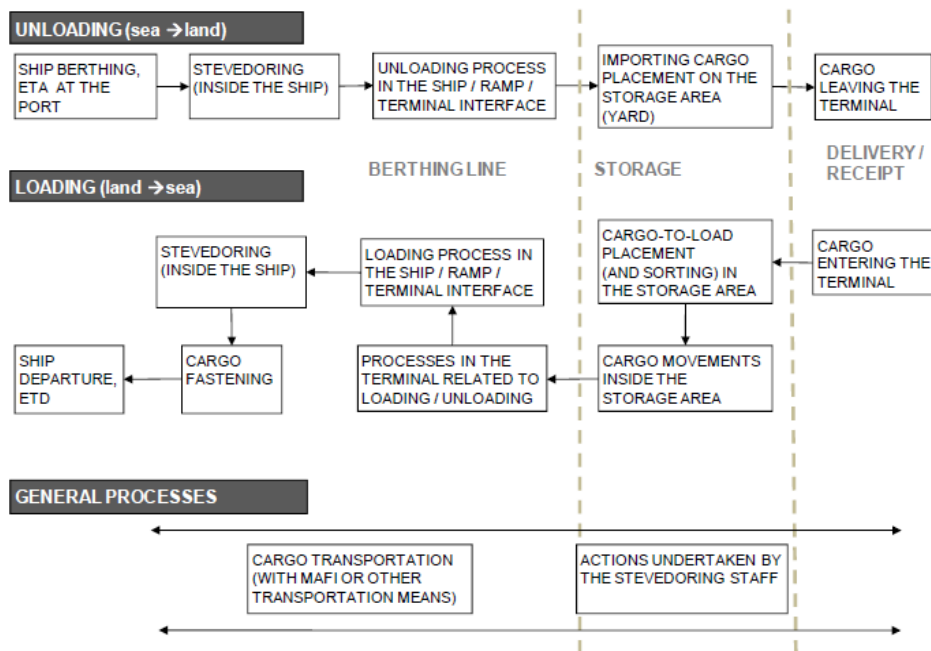 UNLOADING (sea →land)
SHIP BERTHING,
ETA AT THE
PORT
STEVEDORING
(INSIDE THE SHIP)
UNLOADING PROCESS
IN THE SHIP / RAMP /
TERMINAL INTERFACE
IMPORTING CARGO
PLACEMENT ON THE
STORAGE AREA
(YARD)
CARGO
LEAVING THE
TERMINAL
BERTHING LINE
STORAGE
DELIVERY /
RECEIPT
LOADING (land →sea)
STEVEDORING
(INSIDE THE SHIP)
LOADING PROCESS IN
THE SHIP / RAMP /
TERMINAL INTERFACE
CARGO-TO-LOAD
PLACEMENT
(AND SORTING) IN
THE STORAGE AREA
CARGO
ENTERING THE
TERMINAL
SHIP
DEPARTURE,
ETD
CARGO
FASTENING
PROCESSES IN THE
TERMINAL RELATED TO
LOADING / UNLOADING
CARGO MOVEMENTS
INSIDE THE
STORAGE AREA
GENERAL PROCESSES
CARGO TRANSPORTATION
(WITH MAFI OR OTHER
TRANSPORTATION MEANS)
ACTIONS UNDERTAKEN BY
THE STEVEDORING STAFF